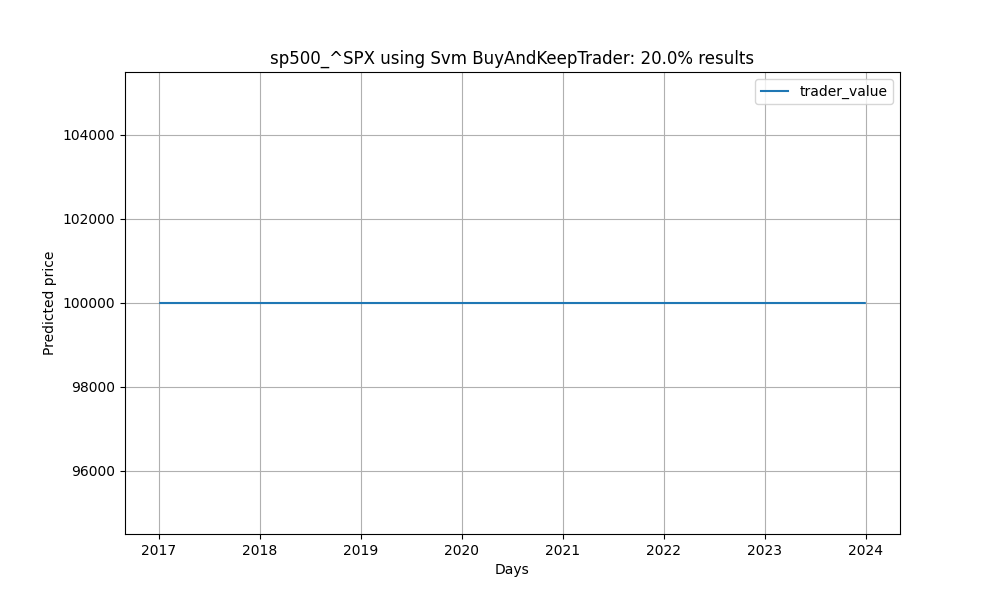 sp500_^SPX using Svm BuyAndKeepTrader: 20.0% results
trader_value
104000
102000
100000
98000
96000
Predicted price
2017 2018 2019 2020 2021 2022 2023 2024
Days